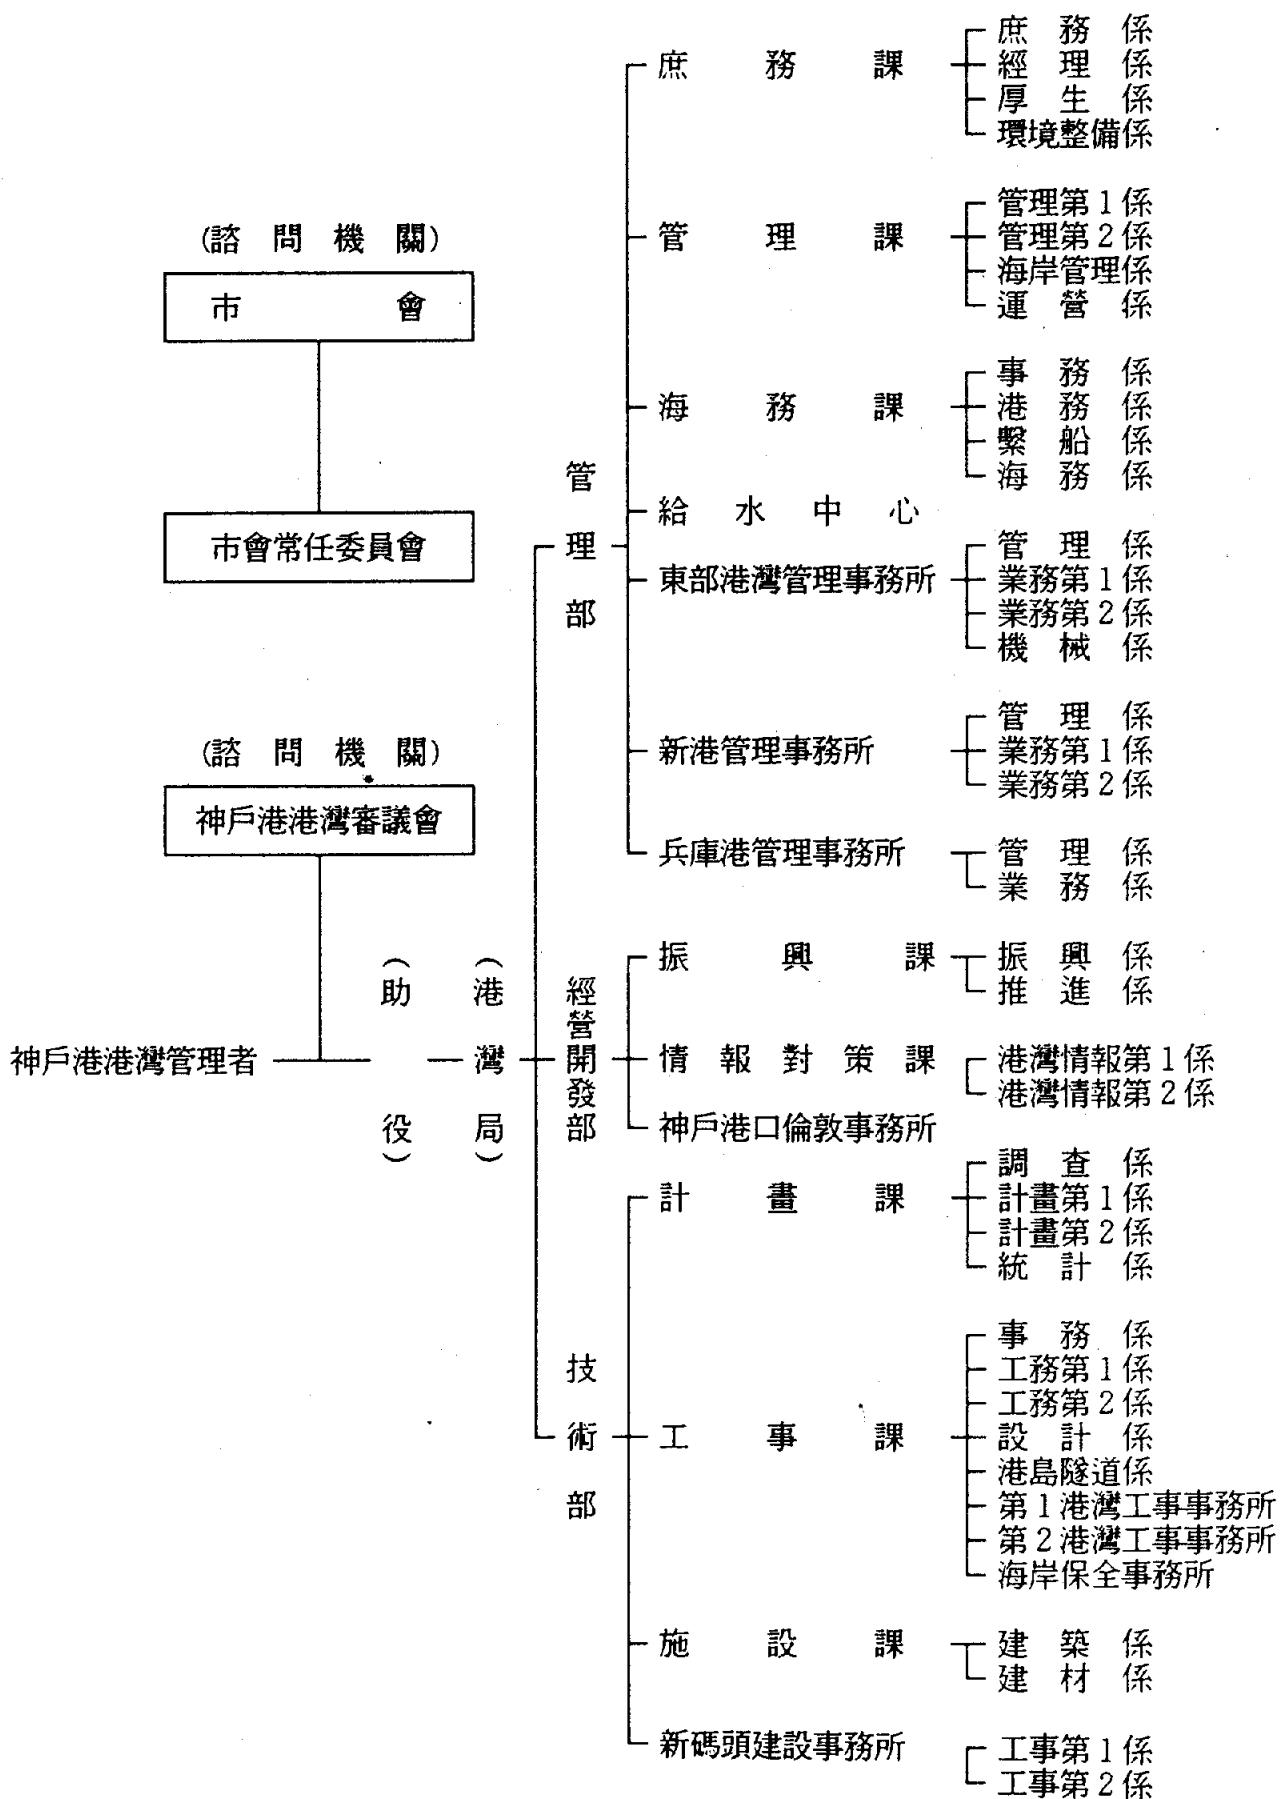 (諮問機關)
市會
市會常任委員會
(諮問機關)
神戶港港灣審議會
神戶港港灣管理者
(助役)
(港灣局)
管理部
庶務課
庶務係
經理係
厚生係
環境整備係
管理課
管理第1係
管理第2係
海岸管理係
運營係
海務課
事務係
港務係
繫船係
海務係
給水中心
東部港灣管理事務所
管理係
業務第1係
業務第2係
機械係
新港管理事務所
管理係
業務第1係
業務第2係
兵庫港管理事務所
管理係
業務係
經營開發部
振興課
振興係
推進係
情報對策課
港灣情報第1係
港灣情報第2係
神戶港口倫敦事務所
技術部
計畫課
調查係
計畫第1係
計畫第2係
統計係
工事課
事務係
工務第1係
工務第2係
設計係
港島隧道係
第1港灣工事事務所
第2港灣工事事務所
海岸保全事務所
施設課
建築係
建材係
新碼頭建設事務所
工事第1係
工事第2係